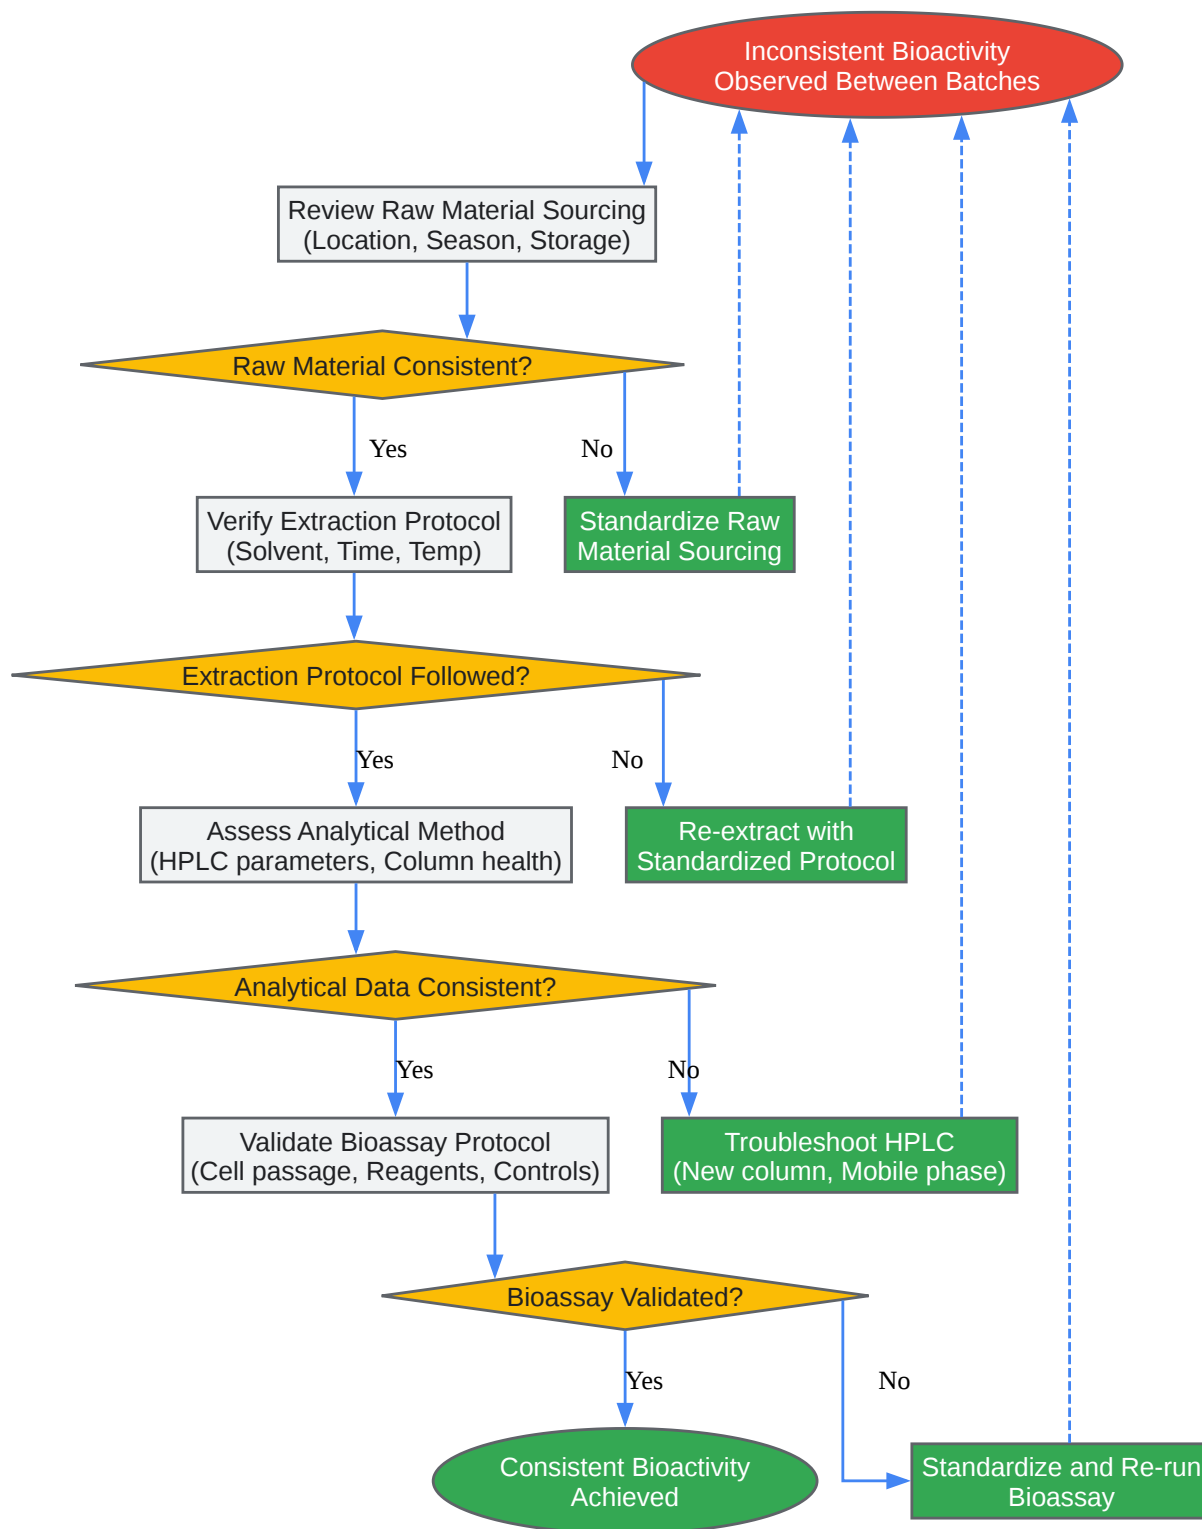 Inconsistent Bioactivity
Observed Between Batches
Review Raw Material Sourcing
(Location, Season, Storage)
Raw Material Consistent?
Yes
No
Verify Extraction Protocol
(Solvent, Time, Temp)
Standardize Raw
Material Sourcing
Extraction Protocol Followed?
Yes
No
Assess Analytical Method
(HPLC parameters, Column health)
Re-extract with
Standardized Protocol
Analytical Data Consistent?
Yes
No
Validate Bioassay Protocol
(Cell passage, Reagents, Controls)
Troubleshoot HPLC
(New column, Mobile phase)
Bioassay Validated?
Yes
No
Consistent Bioactivity
Achieved
Standardize and Re-run
Bioassay